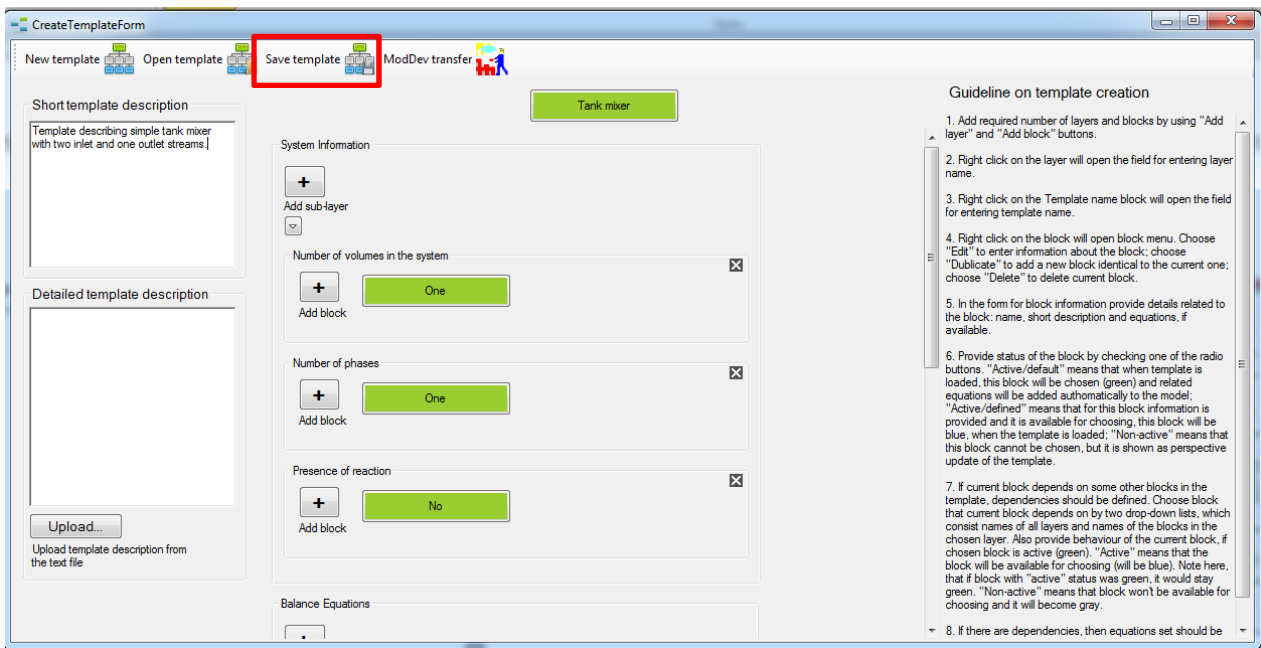 CreateTemplateForm
New template
Open template
Save template
ModDev transfer
Short template description
Template describing simple tank mixer
with two inlet and one outlet streams.
Detailed template description
Upload...
Upload template description from
the text file
Tank mixer
System Information
+
Add sub-layer
Number of volumes in the system
+
One
Add block
Number of phases
+
One
Add block
Presence of reaction
+
No
Add block
Balance Equations
Guideline on template creation
1. Add required number of layers and blocks by using "Add
layer" and "Add block" buttons.
2. Right click on the layer will open the field for entering layer
name.
3. Right click on the Template name block will open the field
for entering template name.
4. Right click on the block will open block menu. Choose
"Edit" to enter information about the block; choose
"Dublicate" to add a new block identical to the current one;
choose "Delete" to delete current block.
5. In the form for block information provide details related to
the block: name, short description and equations, if
available.
6. Provide status of the block by checking one of the radio
buttons. "Active/default" means that when template is
loaded, this block will be chosen (green) and related
equations will be added authomatically to the model;
"Active/defined" means that for this block information is
provided and it is available for choosing, this block will be
blue, when the template is loaded; "Non-active" means that
this block cannot be chosen, but it is shown as perspective
update of the template.
7. If current block depends on some other blocks in the
template, dependencies should be defined. Choose block
that current block depends on by two drop-down lists, which
consist names of all layers and names of the blocks in the
chosen layer. Also provide behaviour of the current block, if
chosen block is active (green). "Active" means that the
block will be available for choosing (will be blue). Note here,
that if block with "active" status was green, it would stay
green. "Non-active" means that block won't be available for
choosing and it will become gray.
8. If there are dependencies, then equations set should be